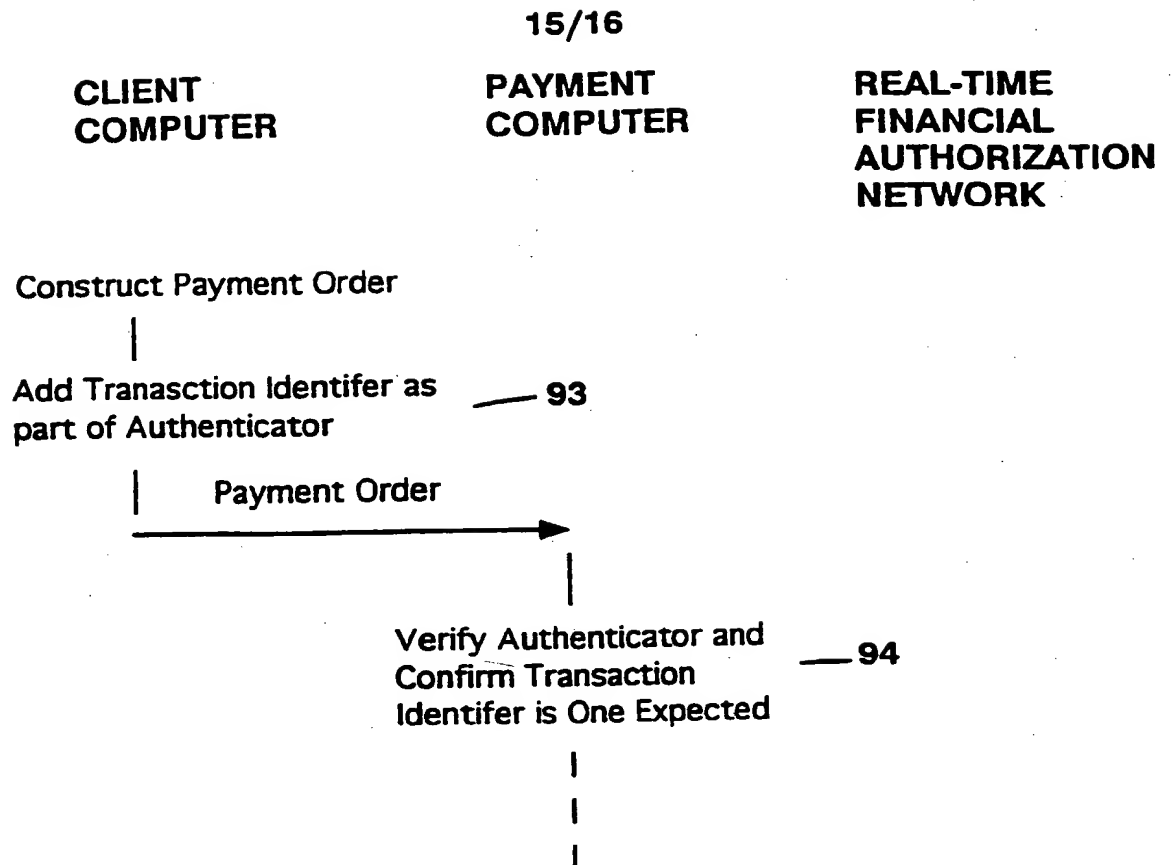 15/16
CLIENT
COMPUTER
PAYMENT
COMPUTER
REAL-TIME
FINANCIAL
AUTHORIZATION
NETWORK
Construct Payment Order
Add Tranasction Identifer as
part of Authenticator
93
Payment Order
Verify Authenticator and
Confirm Transaction
Identifer is One Expected
94